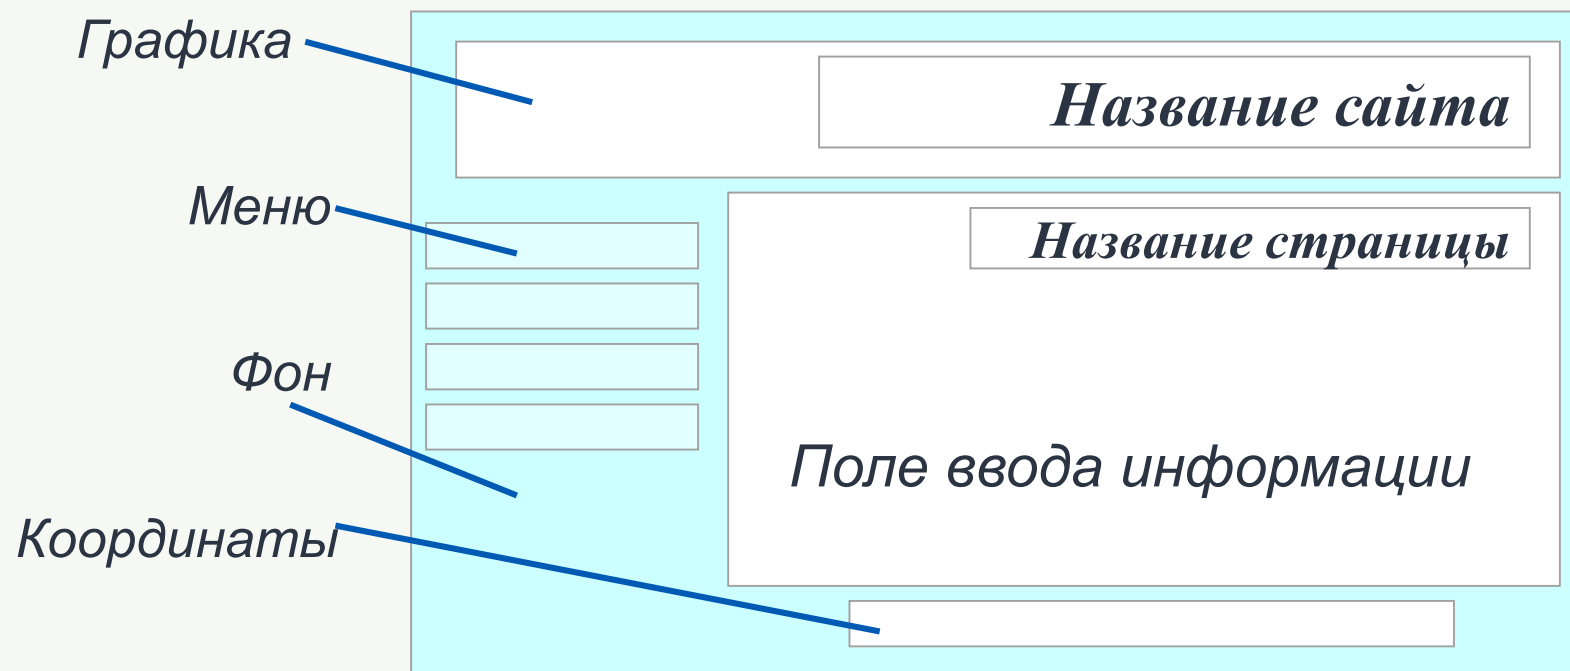 Графика
Название сайта
Меню
Название страницы
Фон
Поле ввода информации
Координаты